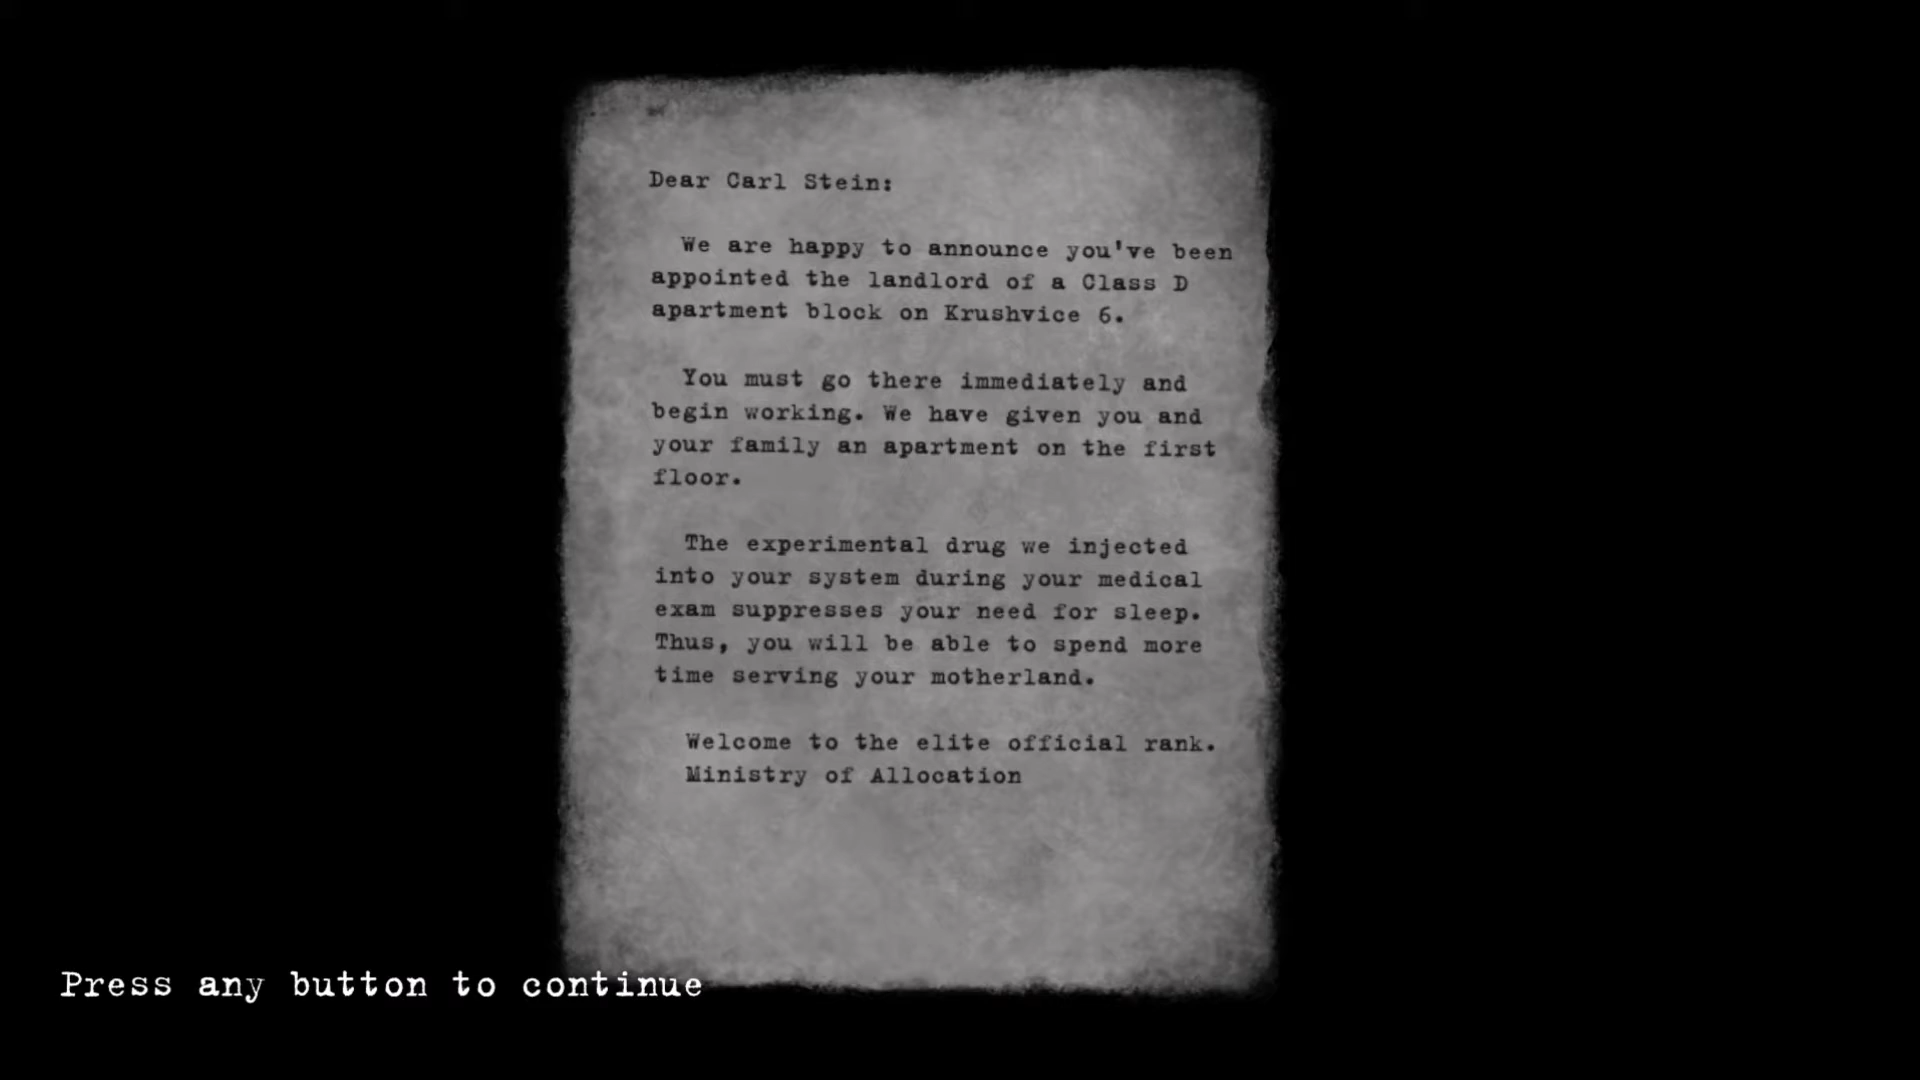 Dear Carl Stein:
We are happy to announce you've been
appointed the landlord of a Class D
apartment block on Krushvice 6.
You must go there immediately and
begin working. We have given you and
your family an apartment on the first
floor.
The experimental drug we injected
into your system during your medical
exam suppresses your need for sleep.
Thus, you will be able to spend more
time serving your motherland.
Welcome to the elite official rank.
Ministry of Allocation
Press any button to continue